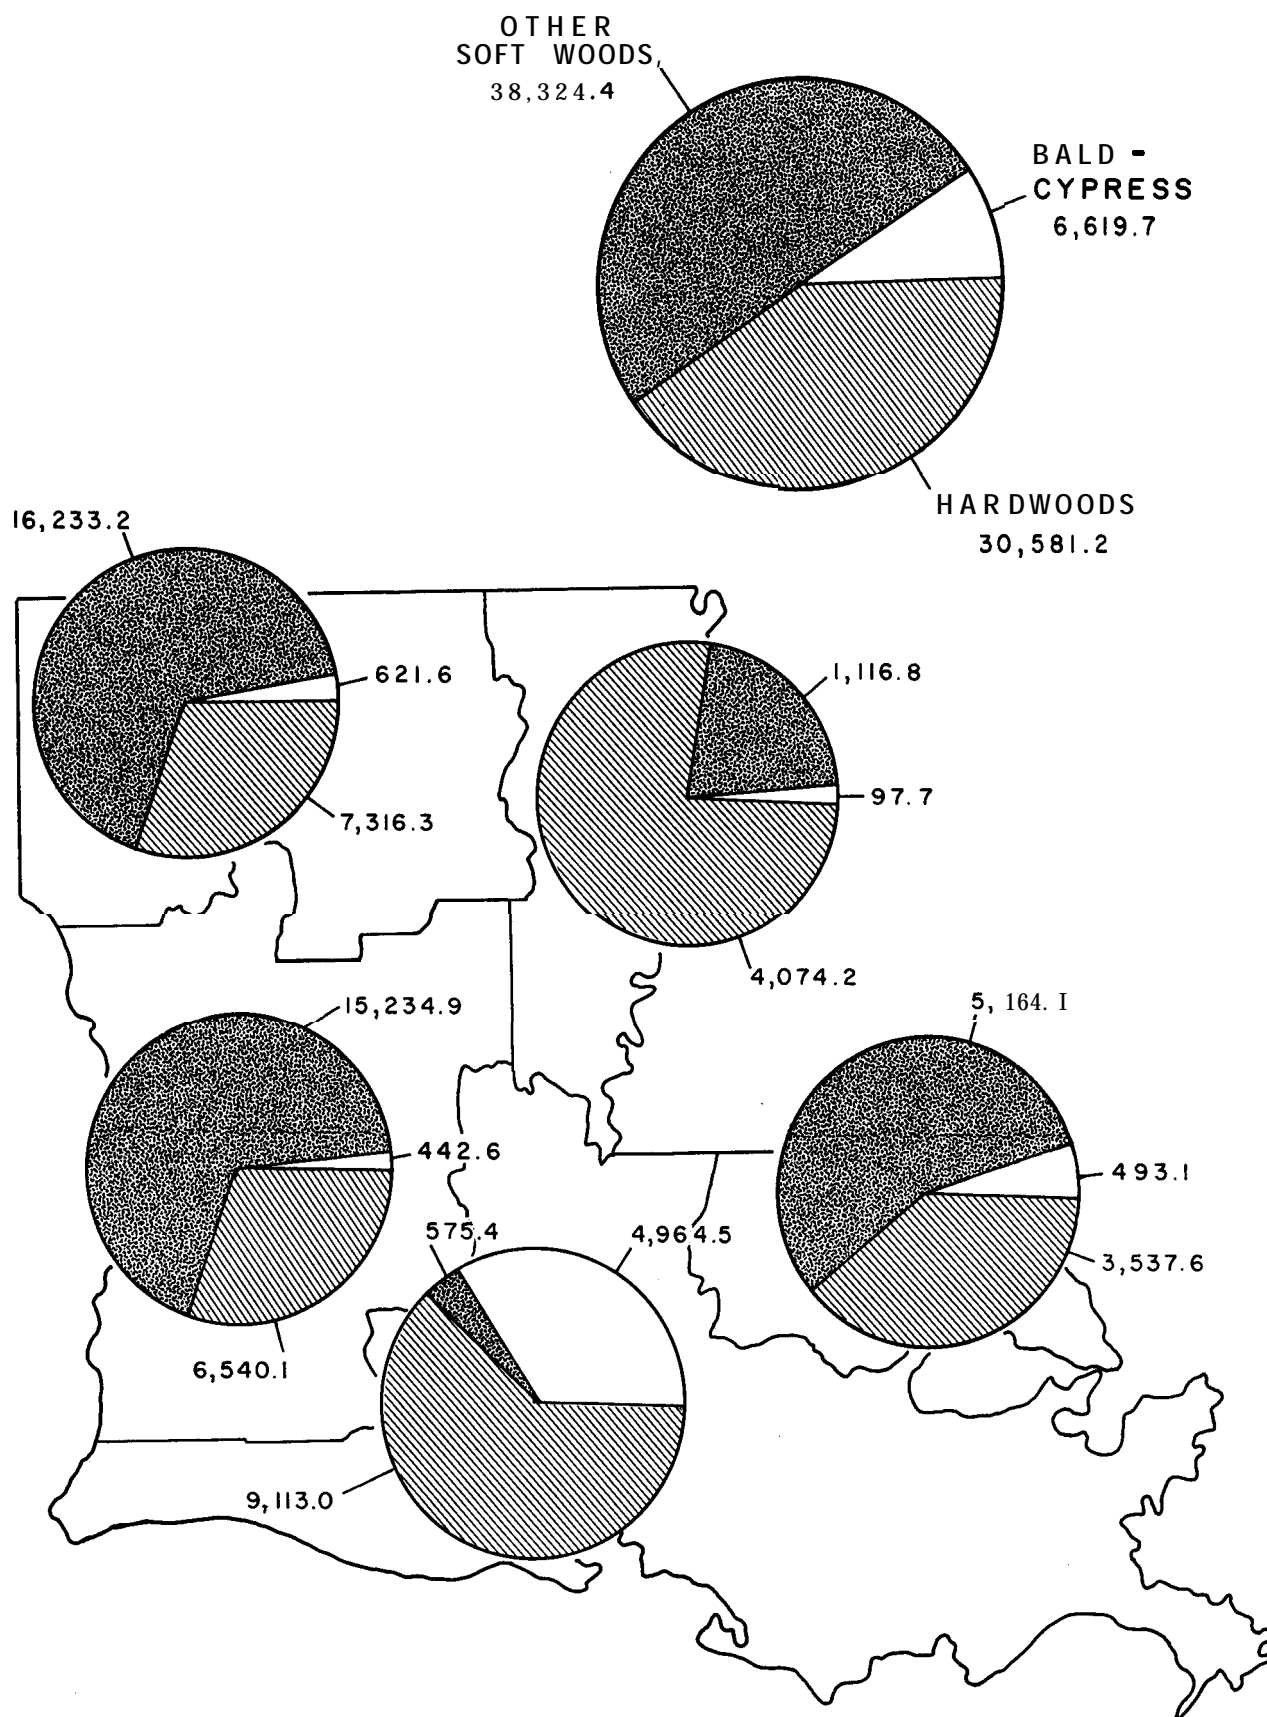 OTHER
SOFT WOODS,
38,324.4
BALD -
CYPRESS
6,619.7
HARDWOODS
30,581.2
16,233.2
621.6
7,316.3
1,116.8
97.7
4,074.2
15,234.9
442.6
6,540.1
5, 164. I
493.1
3,537.6
575.4
4,964.5
9,113.0